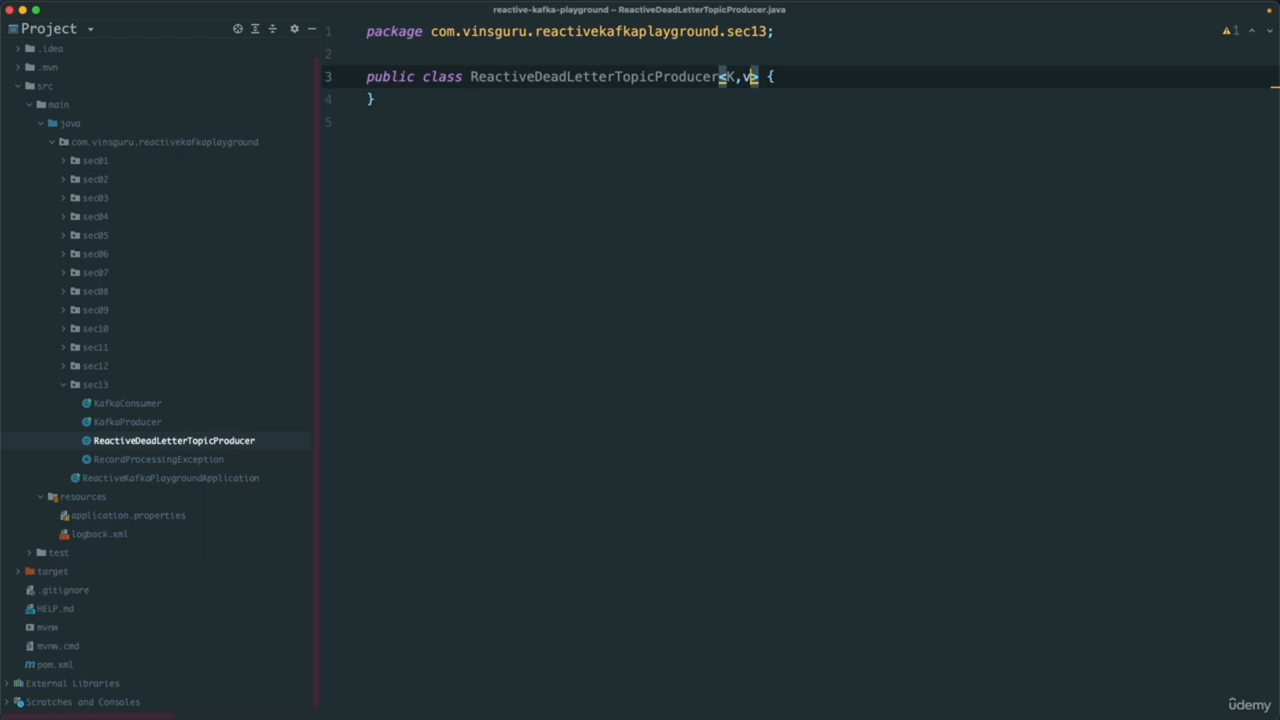 reactive-kafka-playground – ReactiveDeadLetterTopicProducer.java
Project
.idea
.mvn
src
main
java
com.vinsguru.reactivekafkaplayground
sec01
sec02
sec03
sec04
sec05
sec06
sec07
sec08
sec09
sec10
sec11
sec12
sec13
KafkaConsumer
KafkaProducer
ReactiveDeadLetterTopicProducer
RecordProcessingException
ReactiveKafkaPlaygroundApplication
resources
application.properties
logback.xml
test
target
.gitignore
HELP.md
mvnw
mvnw.cmd
pom.xml
External Libraries
Scratches and Consoles
1 package com.vinsguru.reactivekafkaplayground.sec13;
2
3 public class ReactiveDeadLetterTopicProducer<K,v> {
4 }
5
1
ûdemy